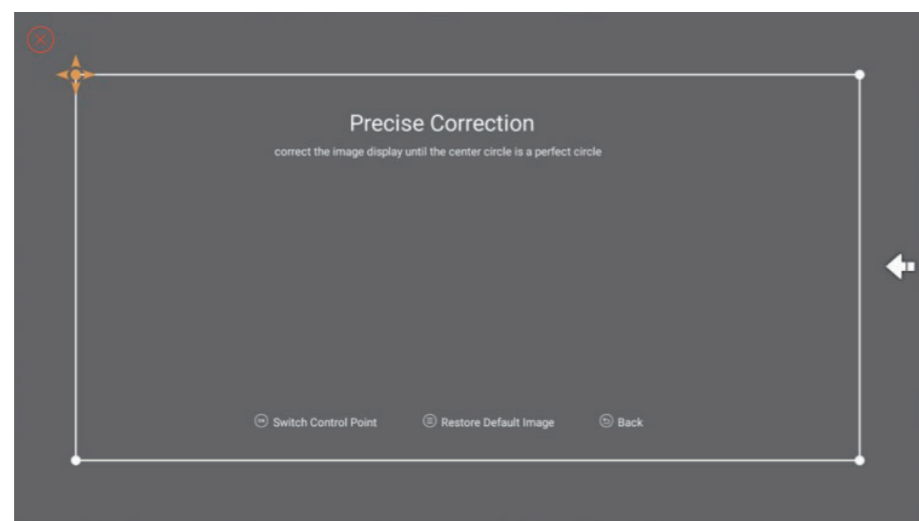 Precise Correction
correct the image display until the center circle is a perfect circle
Switch Control Point Restore Default Image Back